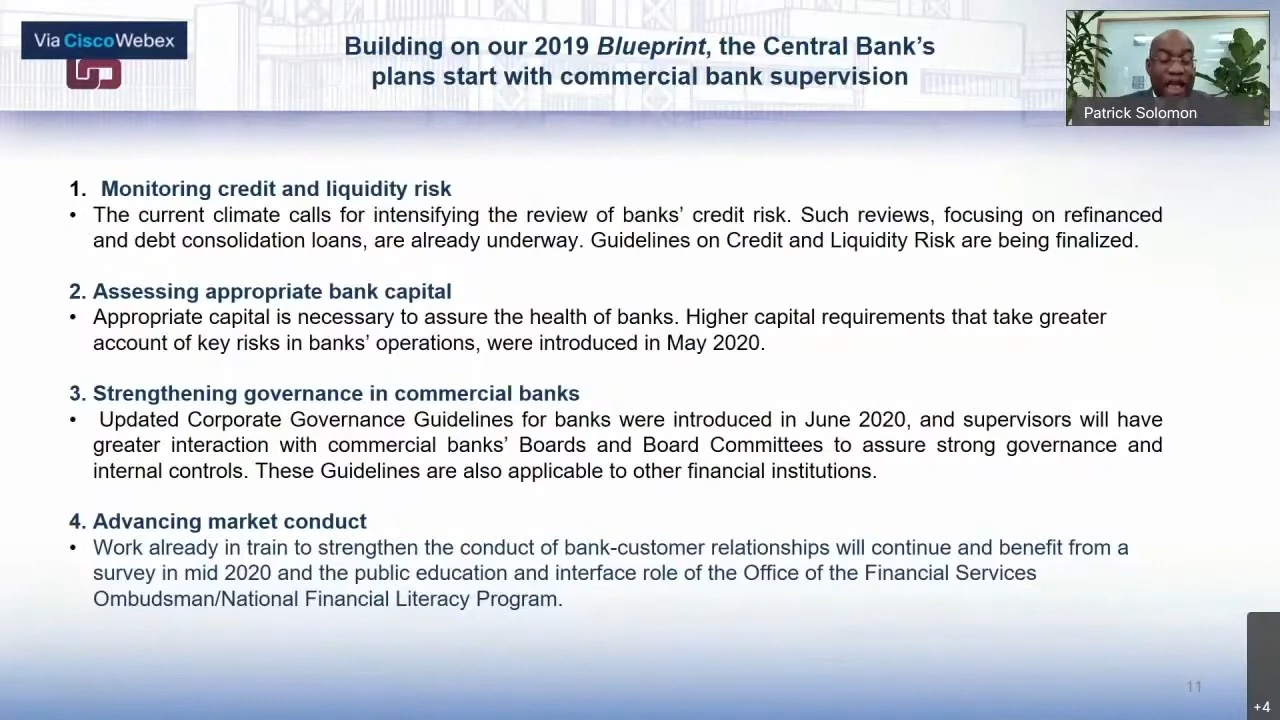 Via CiscoWebex
Building on our 2019 Blueprint, the Central Bank’s
plans start with commercial bank supervision
Patrick Solomon
1. Monitoring credit and liquidity risk
• The current climate calls for intensifying the review of banks’ credit risk. Such reviews, focusing on refinanced
and debt consolidation loans, are already underway. Guidelines on Credit and Liquidity Risk are being finalized.
2. Assessing appropriate bank capital
• Appropriate capital is necessary to assure the health of banks. Higher capital requirements that take greater
account of key risks in banks’ operations, were introduced in May 2020.
3. Strengthening governance in commercial banks
• Updated Corporate Governance Guidelines for banks were introduced in June 2020, and supervisors will have
greater interaction with commercial banks’ Boards and Board Committees to assure strong governance and
internal controls. These Guidelines are also applicable to other financial institutions.
4. Advancing market conduct
• Work already in train to strengthen the conduct of bank-customer relationships will continue and benefit from a
survey in mid 2020 and the public education and interface role of the Office of the Financial Services
Ombudsman/National Financial Literacy Program.
11
+4